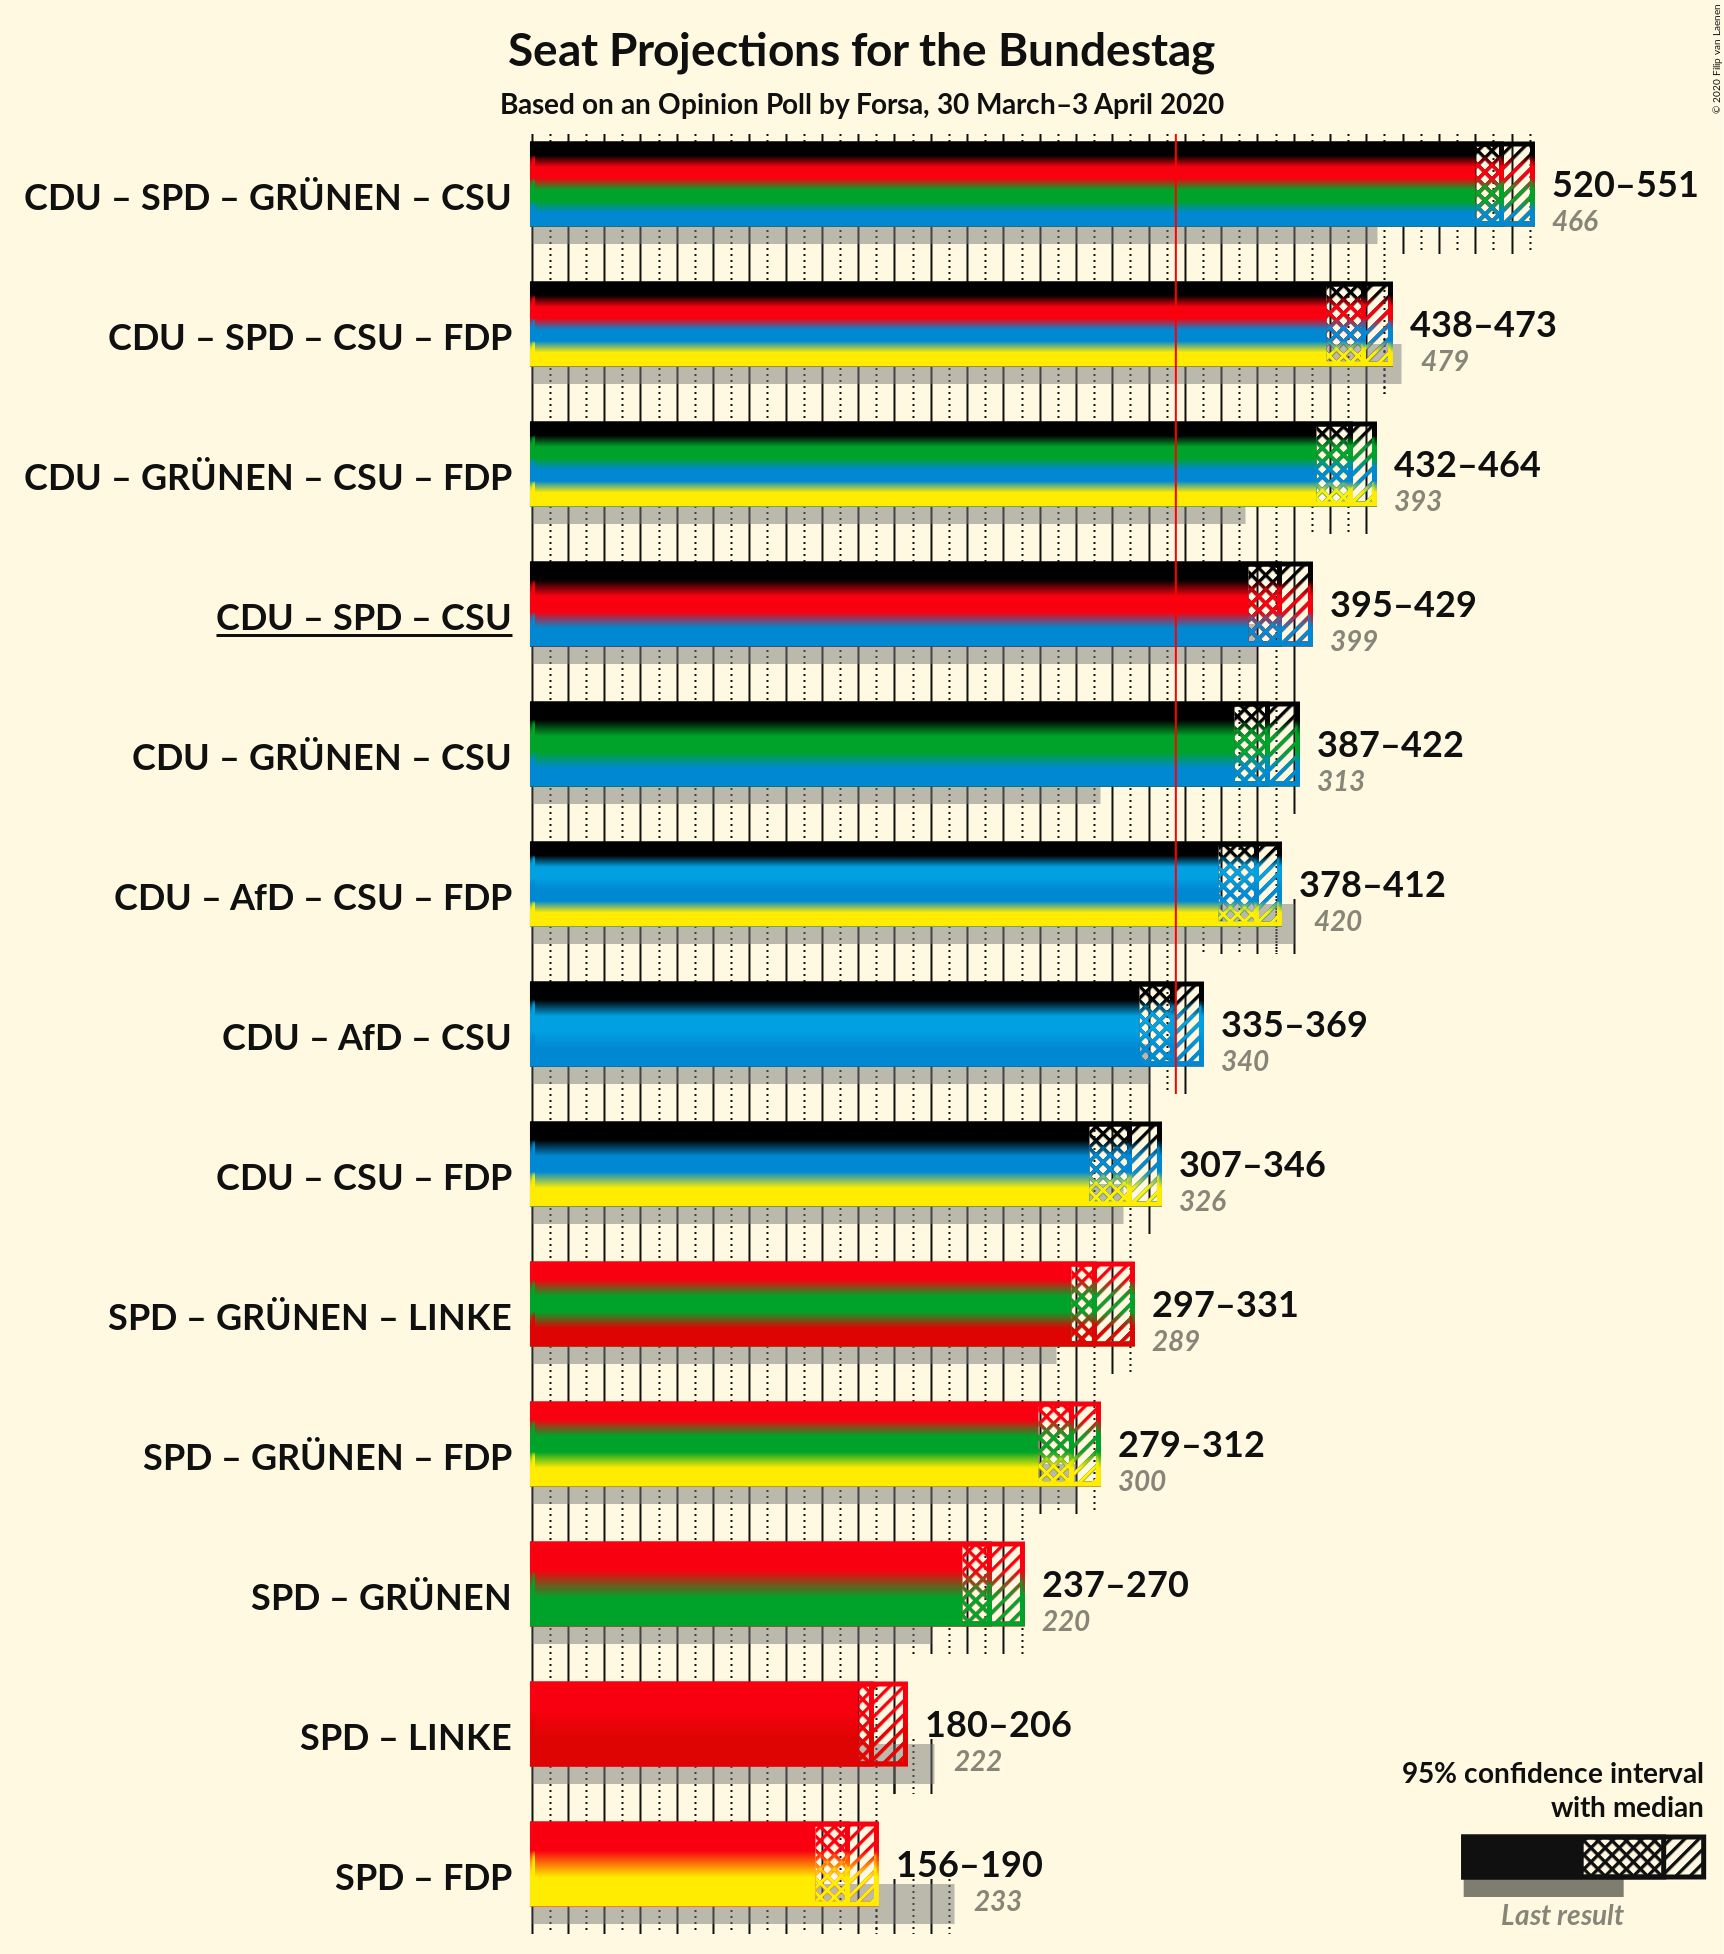 Seat Projections for the Bundestag
Based on an Opinion Poll by Forsa, 30 March–3 April 2020
© 2020 Filip van Laenen
CDU – SPD – GRÜNEN – CSU
520–551
466
CDU – SPD – CSU – FDP
438–473
479
CDU – GRÜNEN – CSU – FDP
432–464
393
CDU – SPD – CSU
395–429
399
CDU – GRÜNEN – CSU
387–422
313
CDU – AfD – CSU – FDP
378–412
420
CDU – AfD – CSU
335–369
340
CDU – CSU – FDP
307–346
326
SPD – GRÜNEN – LINKE
297–331
289
SPD – GRÜNEN – FDP
279–312
300
SPD – GRÜNEN
237–270
220
SPD – LINKE
180–206
222
SPD – FDP
156–190
233
95% confidence interval
with median
Last result